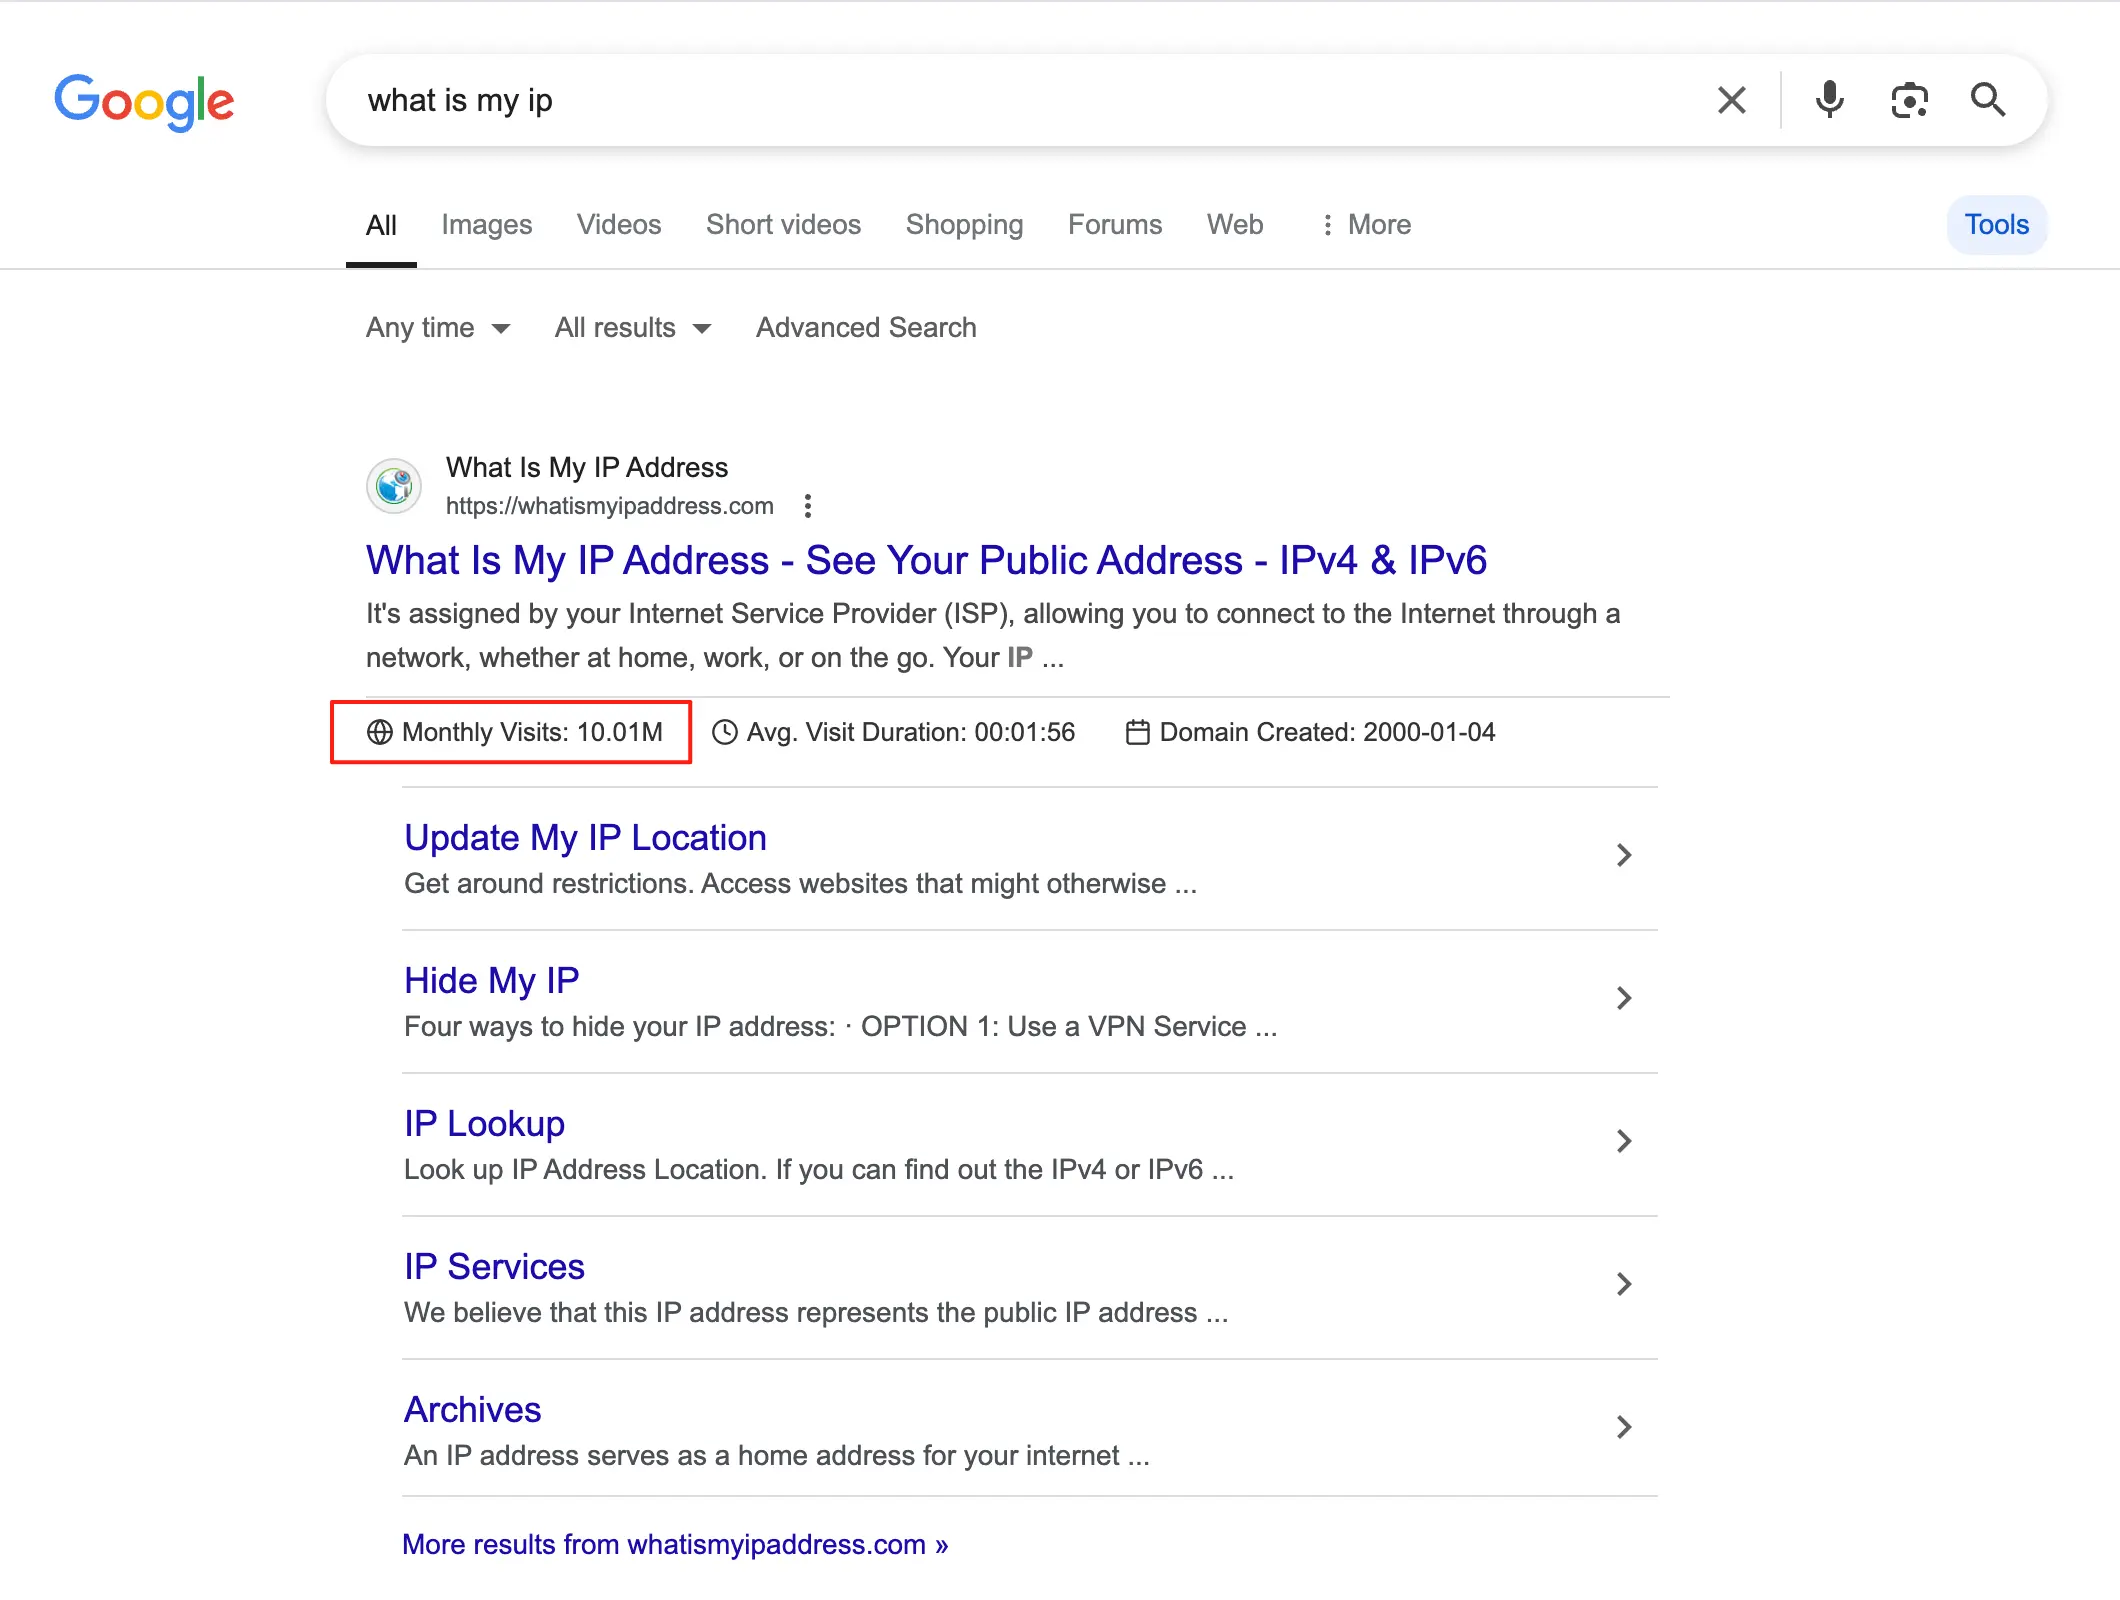 Google
what is my ip
All Images Videos Short videos Shopping Forums Web More
Tools
Any time All results Advanced Search
What Is My IP Address
https://whatismyipaddress.com
What Is My IP Address - See Your Public Address - IPv4 & IPv6
It's assigned by your Internet Service Provider (ISP), allowing you to connect to the Internet through a
network, whether at home, work, or on the go. Your IP ...
Monthly Visits: 10.01M Avg. Visit Duration: 00:01:56 Domain Created: 2000-01-04
Update My IP Location
Get around restrictions. Access websites that might otherwise ...
Hide My IP
Four ways to hide your IP address: · OPTION 1: Use a VPN Service ...
IP Lookup
Look up IP Address Location. If you can find out the IPv4 or IPv6 ...
IP Services
We believe that this IP address represents the public IP address ...
Archives
An IP address serves as a home address for your internet ...
More results from whatismyipaddress.com »